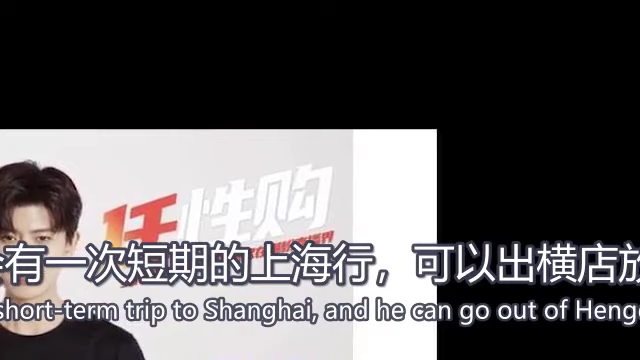 任性购
有一次短期的上海行，可以出横店放
short-term trip to Shanghai, and he can go out of Heng